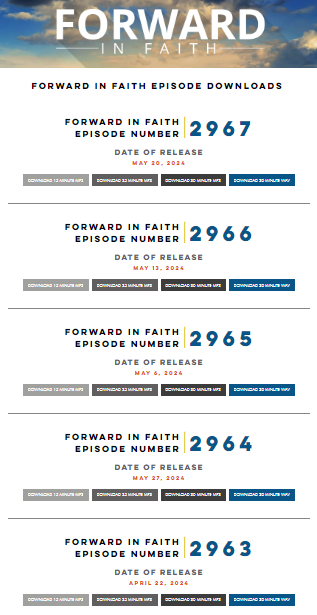 FORWARD
IN FAITH
FORWARD IN FAITH EPISODE DOWNLOADS
FORWARD IN FAITH
EPISODE NUMBER
2967
DATE OF RELEASE
MAY 20, 2024
DOWNLOAD 12 MINUTE MP3 DOWNLOAD 25 MINUTE MP3 DOWNLOAD 30 MINUTE MP3 DOWNLOAD 30 MINUTE WAV
FORWARD IN FAITH
EPISODE NUMBER
2966
DATE OF RELEASE
MAY 13, 2024
DOWNLOAD 12 MINUTE MP3 DOWNLOAD 25 MINUTE MP3 DOWNLOAD 30 MINUTE MP3 DOWNLOAD 30 MINUTE WAV
FORWARD IN FAITH
EPISODE NUMBER
2965
DATE OF RELEASE
MAY 6, 2024
DOWNLOAD 12 MINUTE MP3 DOWNLOAD 25 MINUTE MP3 DOWNLOAD 30 MINUTE MP3 DOWNLOAD 30 MINUTE WAV
FORWARD IN FAITH
EPISODE NUMBER
2964
DATE OF RELEASE
MAY 27, 2024
DOWNLOAD 12 MINUTE MP3 DOWNLOAD 25 MINUTE MP3 DOWNLOAD 30 MINUTE MP3 DOWNLOAD 30 MINUTE WAV
FORWARD IN FAITH
EPISODE NUMBER
2963
DATE OF RELEASE
APRIL 22, 2024
DOWNLOAD 12 MINUTE MP3 DOWNLOAD 25 MINUTE MP3 DOWNLOAD 30 MINUTE MP3 DOWNLOAD 30 MINUTE WAV